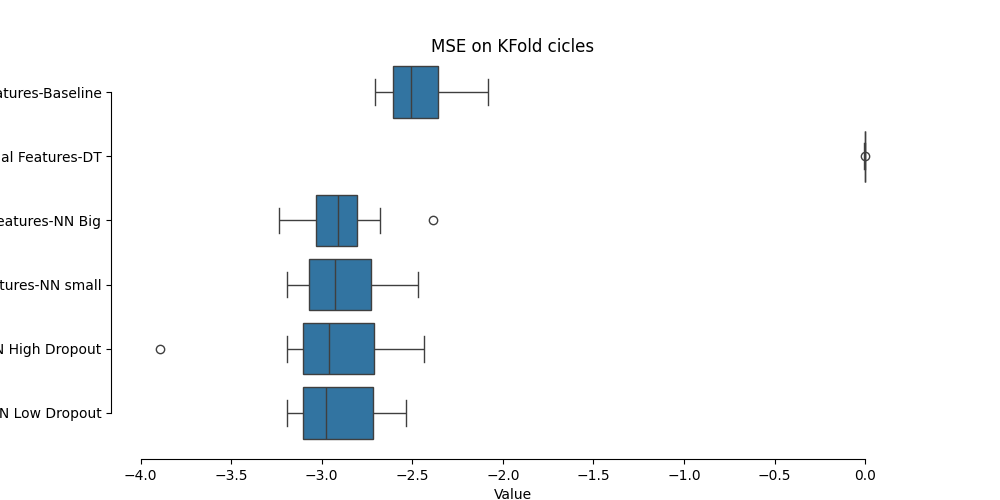 MSE on KFold cicles
atures-Baseline
al Features-DT
eatures-NN Big
tures-NN small
N High Dropout
N Low Dropout
−4.0 −3.5 −3.0 −2.5 −2.0 −1.5 −1.0 −0.5 0.0
Value